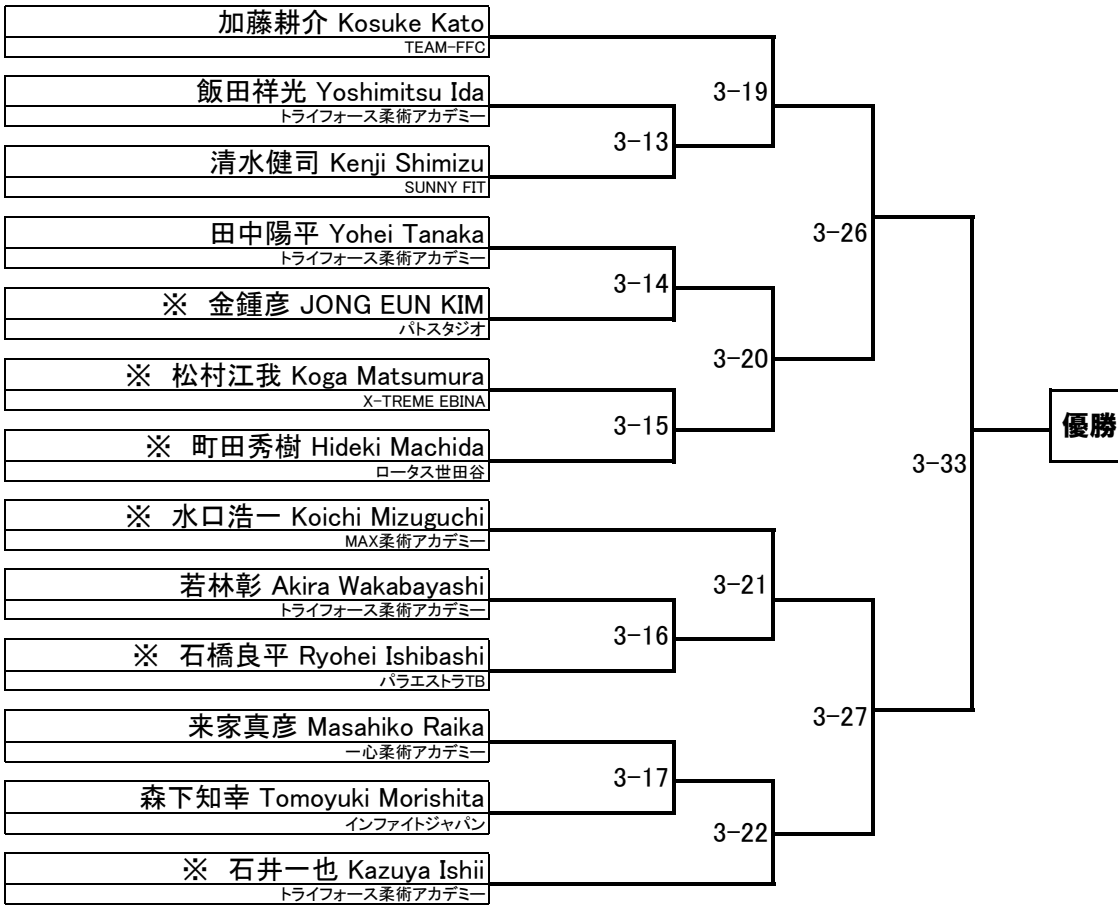 加藤耕介 Kosuke Kato
TEAM-FFC
飯田祥光 Yoshimitsu Ida
トライフォース柔術アカデミー
3-19
3-13
清水健司 Kenji Shimizu
SUNNY FIT
田中陽平 Yohei Tanaka
トライフォース柔術アカデミー
3-26
3-14
※ 金鍾彦 JONG EUN KIM
パトスタジオ
3-20
※ 松村江我 Koga Matsumura
X-TREME EBINA
3-15
優勝
※ 町田秀樹 Hideki Machida
ロータス世田谷
3-33
※ 水口浩一 Koichi Mizuguchi
MAX柔術アカデミー
若林彰 Akira Wakabayashi
トライフォース柔術アカデミー
3-21
3-16
※ 石橋良平 Ryohei Ishibashi
パラエストラTB
来家真彦 Masahiko Raika
一心柔術アカデミー
3-27
3-17
森下知幸 Tomoyuki Morishita
インファイトジャパン
3-22
※ 石井一也 Kazuya Ishii
トライフォース柔術アカデミー